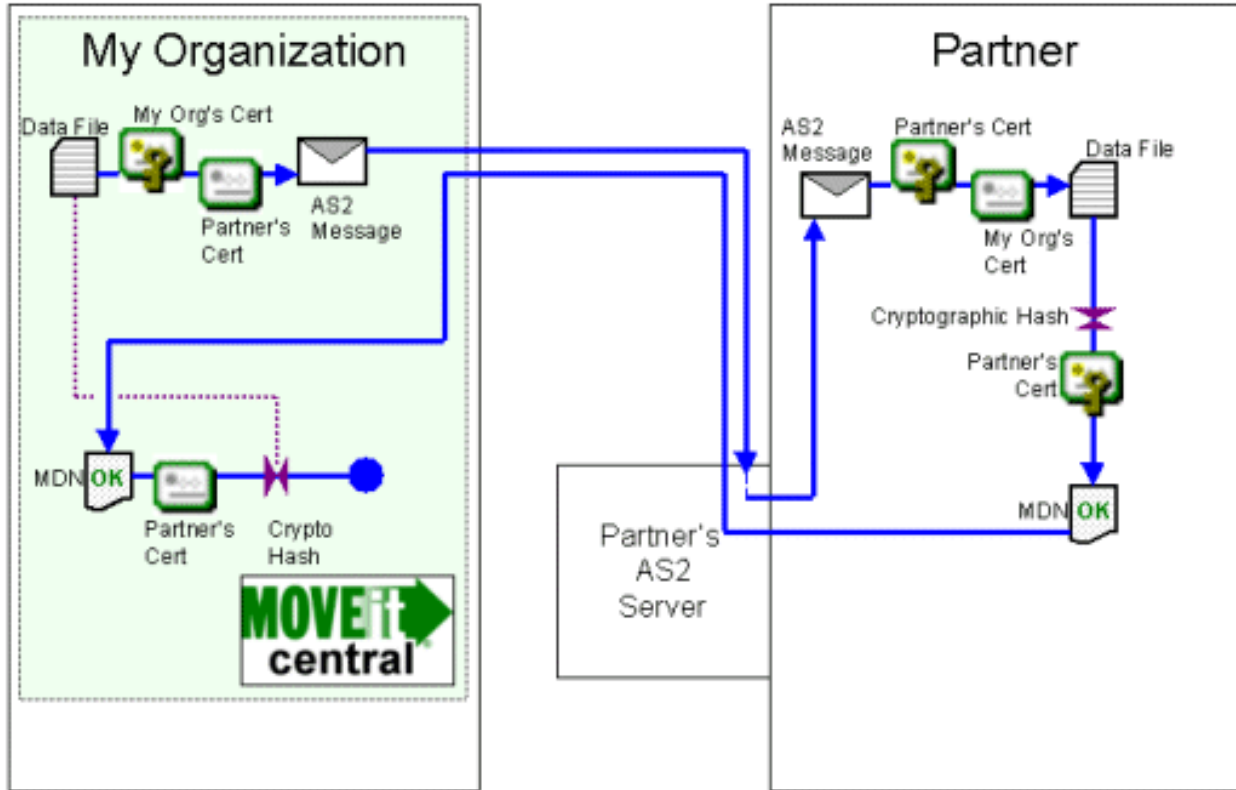 My Organization
Data File
My Org's Cert
Partner's
Cert
AS2
Message
MDN
OK
Partner's
Cert
Crypto
Hash
MOVEit
central
Partner's
AS2
Server
Partner
AS2
Message
Partner's Cert
My Org's
Cert
Data File
Cryptographic Hash
Partner's
Cert
MDN
OK